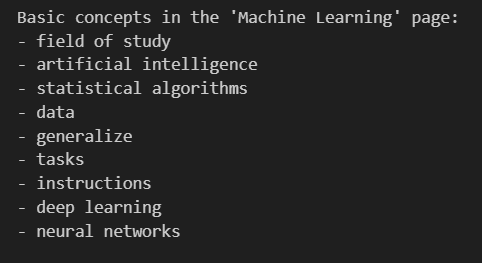 Basic concepts in the 'Machine Learning' page:
- field of study
- artificial intelligence
- statistical algorithms
- data
- generalize
- tasks
- instructions
- deep learning
- neural networks